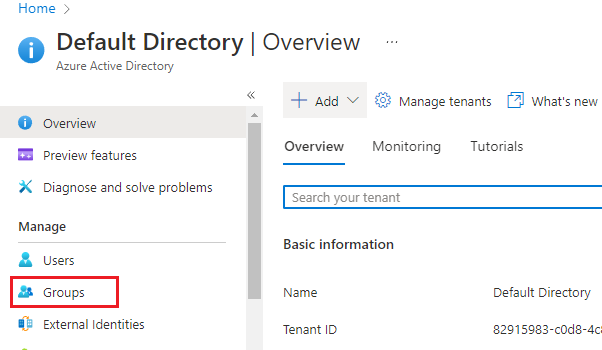 Home >
Default Directory | Overview ...
Azure Active Directory
«
Overview
Preview features
Diagnose and solve problems
Manage
Users
Groups
External Identities
+ Add
Manage tenants
What's new
Overview
Monitoring
Tutorials
Search your tenant
Basic information
Name
Default Directory
Tenant ID
82915983-c0d8-4c